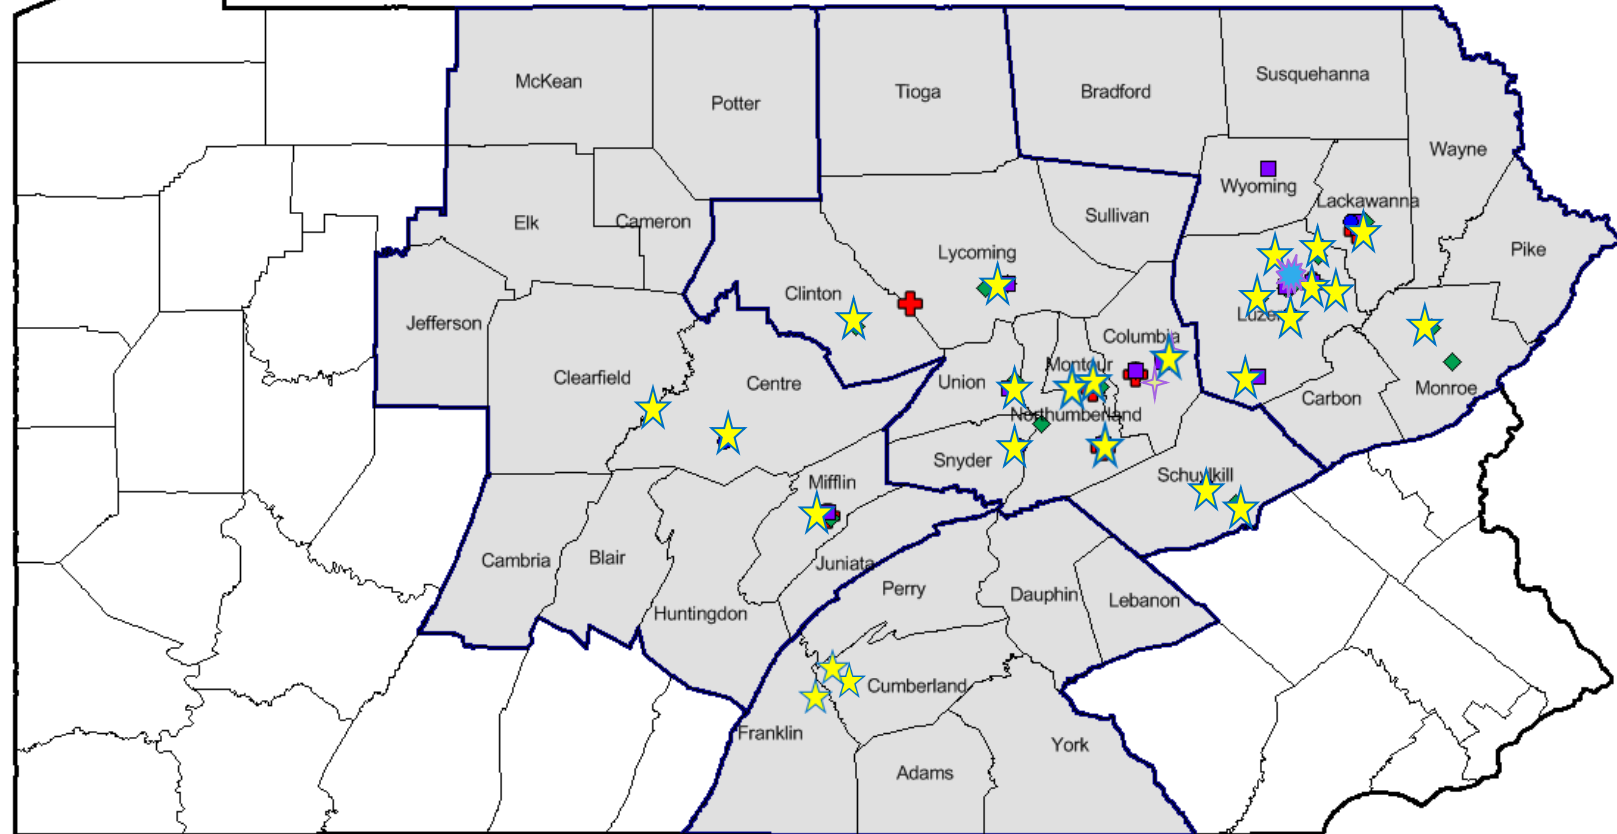 Susquehanna
McKean
Tioga
Bradford
Potter
Wayne
Wyoming
Lackawanna
Sullivan
Elk
Cameron
Pike
Lycoming
Clinton
Luzer
Jefferson
Columbia
Montour
Clearfield
Centre
Union
Monroe
Carbon
Northumberland
Snyder
Schuylkill
Mifflin
Cambria
Blair
Juniata
Perry
Dauphin
Lebanon
Huntingdon
Cumberland
Franklin
York
Adams